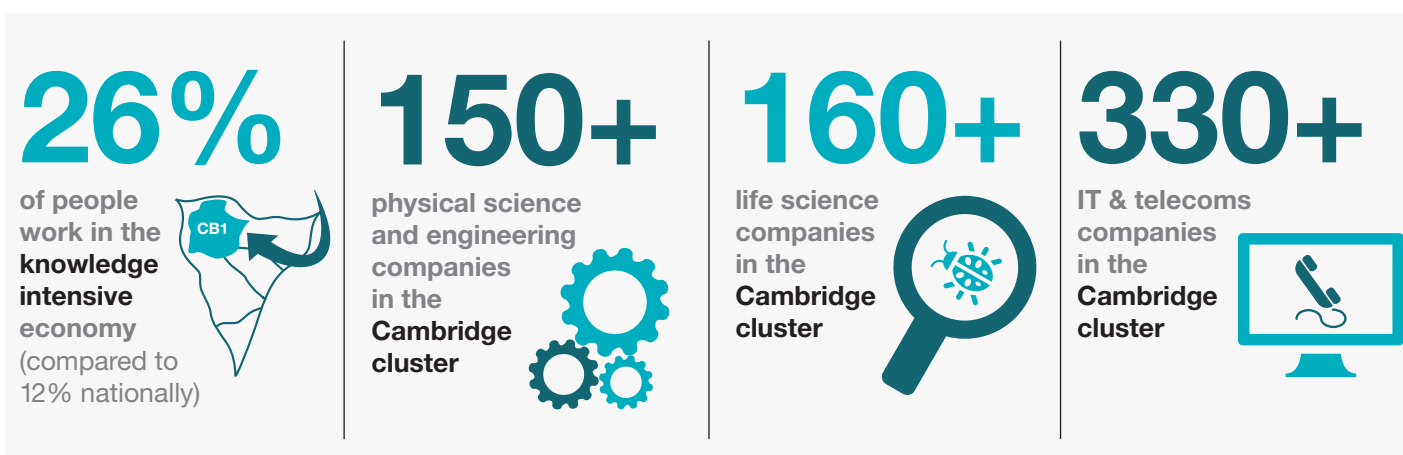 26%
of people
work in the
knowledge
intensive
economy
(compared to
12% nationally)
CB1
150+
physical science
and engineering
companies
in the
Cambridge
cluster
160+
life science
companies
in the
Cambridge
cluster
330+
IT & telecoms
companies
in the
Cambridge
cluster